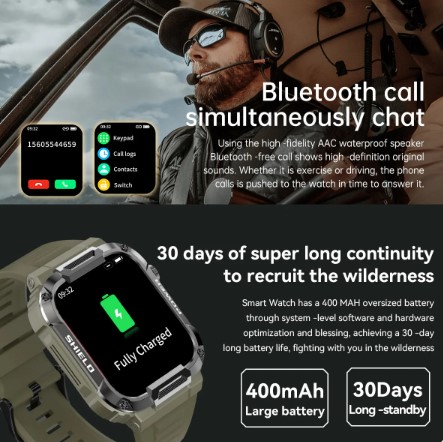 Bluetooth call
simultaneously chat
Using the high -fidelity AAC waterproof speaker
Bluetooth -free call shows high -definition original
sounds. Whether it is exercise or driving, the phone
calls is pushed to the watch in time to answer it.
09:32
15605544659
09:32
Keypad
Call logs
Contacts
Switch
30 days of super long continuity
to recruit the wilderness
Smart Watch has a 400 MAH oversized battery
through system -level software and hardware
optimization and blessing, achieving a 30 -day
long battery life, fighting with you in the wilderness
09:32
Fully Charged
SHIELD
400mAh
Large battery
30Days
Long -standby